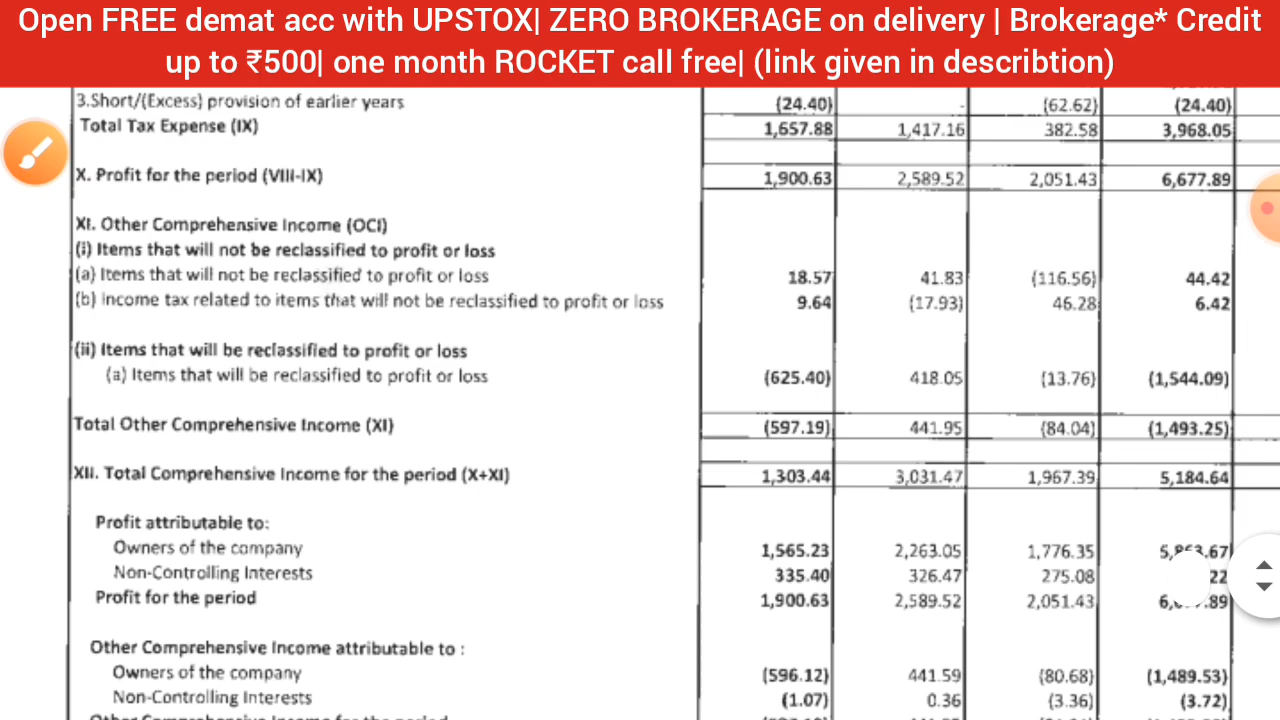 Open FREE demat acc with UPSTOX| ZERO BROKERAGE on delivery | Brokerage* Credit
up to ₹500| one month ROCKET call free| (link given in describtion)
3.Short/(Excess) provision of earlier years (24.40) - (62.62) (24.40)
Total Tax Expense (IX) 1,657.88 1,417.16 382.58 3,968.05
X. Profit for the period (VIII-IX) 1,900.63 2,589.52 2,051.43 6,677.89
XI. Other Comprehensive Income (OCI)
(i) Items that will not be reclassified to profit or loss
(a) Items that will not be reclassified to profit or loss 18.57 41.83 (116.56) 44.42
(b) Income tax related to items that will not be reclassified to profit or loss 9.64 (17.93) 46.28 6.42
(ii) Items that will be reclassified to profit or loss
(a) Items that will be reclassified to profit or loss (625.40) 418.05 (13.76) (1,544.09)
Total Other Comprehensive Income (XI) (597.19) 441.95 (84.04) (1,493.25)
XII. Total Comprehensive Income for the period (X+XI) 1,303.44 3,031.47 1,967.39 5,184.64
Profit attributable to:
Owners of the company 1,565.23 2,263.05 1,776.35
Non-Controlling Interests 335.40 326.47 275.08
Profit for the period 1,900.63 2,589.52 2,051.43
Other Comprehensive Income attributable to :
Owners of the company (596.12) 441.59 (80.68) (1,489.53)
Non-Controlling Interests (1.07) 0.36 (3.36) (3.72)